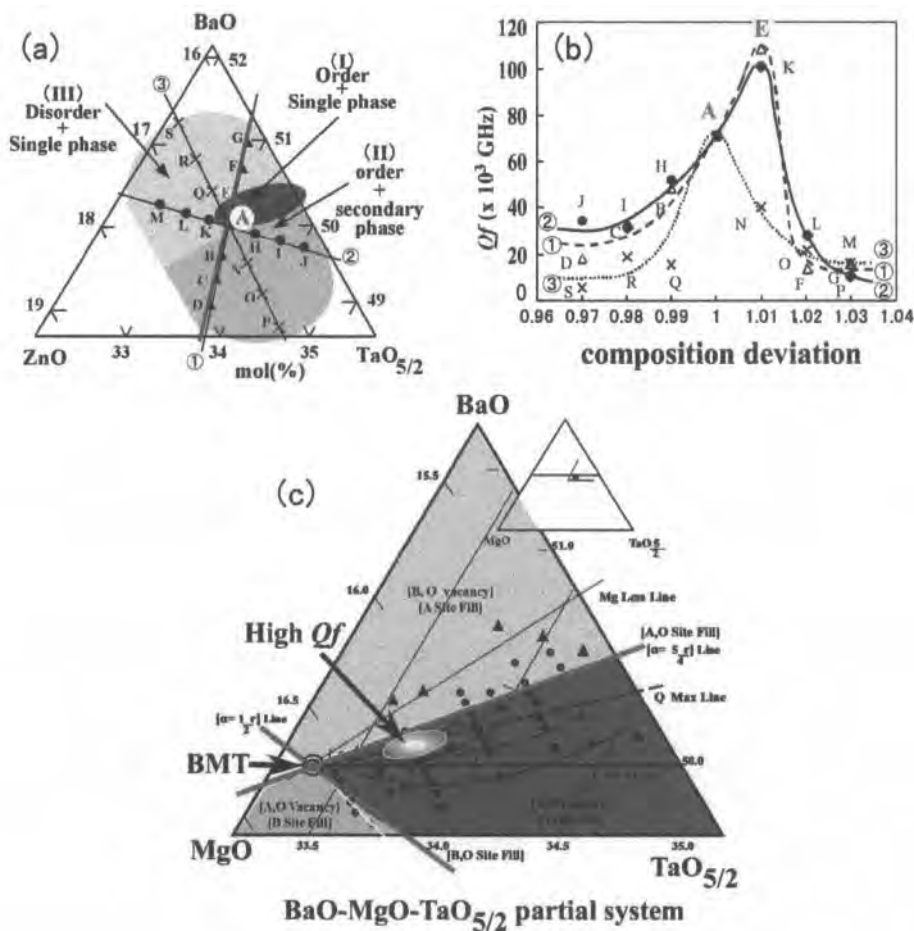 (a)
BaO
16
52
(I)
Order
+
Single phase
③
(III)
Disorder
+
Single phase
17
S
G
51
R
F
(II)
order
+
secondary phase
Q
E
M
L
K
A
18
50
H
I
J
②
B
N
C
O
D
P
19
49
ZnO
33
34
35
TaO5/2
①
mol(%)
(b)
Qf (x 10³ GHz)
120
100
80
60
40
20
0
E
K
A
H
J
I
B
②
C
N
L
①
D
M
③
O
①
③
S
R
Q
F
G
P
②
0.96 0.97 0.98 0.99 1 1.01 1.02 1.03 1.04
composition deviation
(c)
BaO
15.5
MgO
TaO5/2
51.0
[B, O vacancy]
[A Site Fill]
16.0
Mg Less Line
High Qf
[A,O Site Fill]
[α= 5/4 r] Line
16.5
Q Max Line
[α= 1/2 r] Line
BMT
50.0
[A,O Vacancy]
[B Site Fill]
MgO
33.5
34.0
34.5
35.0
[B,O Site Fill]
TaO5/2
BaO-MgO-TaO5/2 partial system